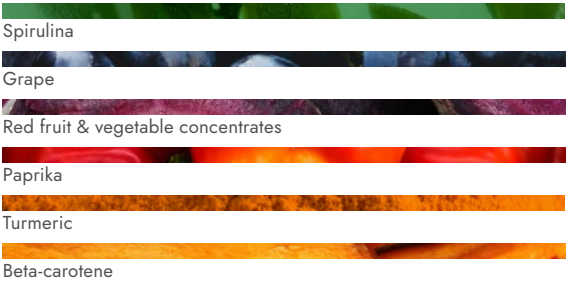 Spirulina
Grape
Red fruit & vegetable concentrates
Paprika
Turmeric
Beta-carotene